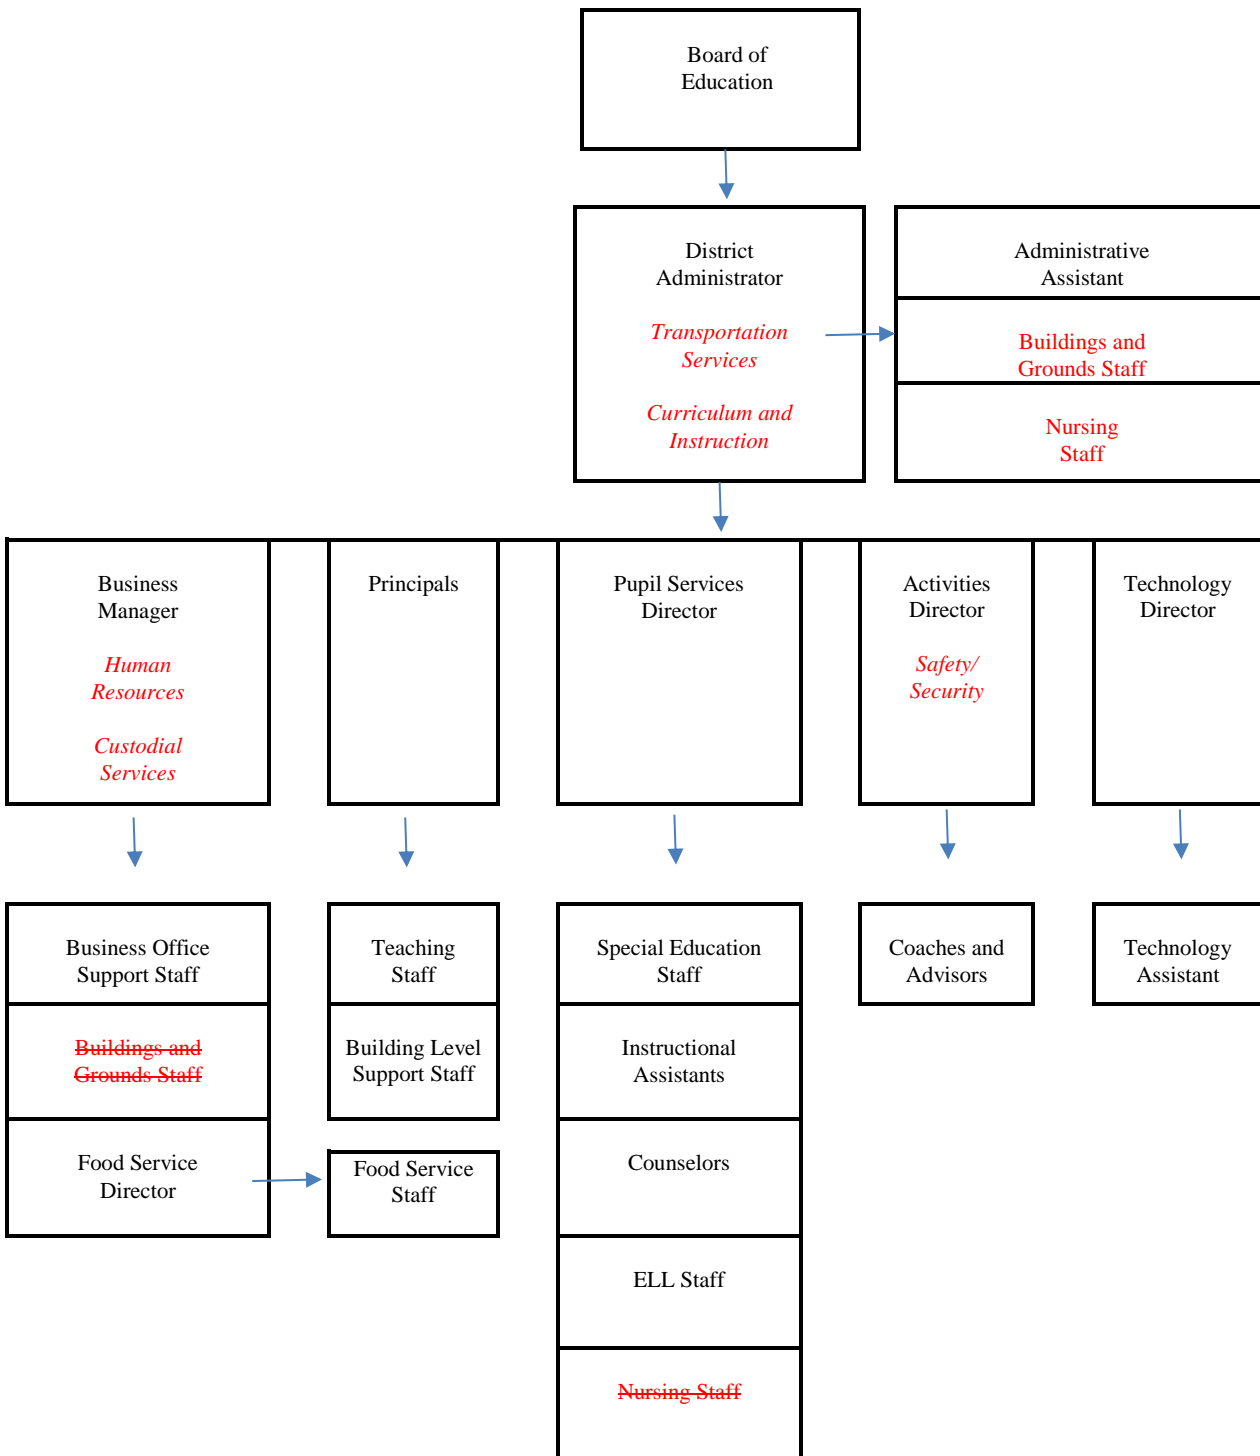 Board of
Education
District
Administrator
Transportation
Services
Curriculum and
Instruction
Administrative
Assistant
Buildings and
Grounds Staff
Nursing
Staff
Business
Manager
Human
Resources
Custodial
Services
Principals
Pupil Services
Director
Activities
Director
Safety/
Security
Technology
Director
Business Office
Support Staff
Buildings and
Grounds Staff
Food Service
Director
Teaching
Staff
Building Level
Support Staff
Food Service
Staff
Special Education
Staff
Instructional
Assistants
Counselors
ELL Staff
Nursing Staff
Coaches and
Advisors
Technology
Assistant